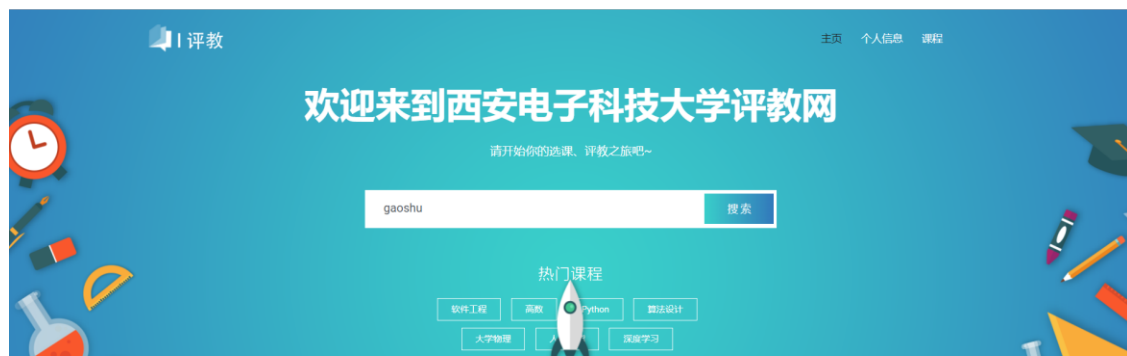 I 评教
主页 个人信息 课程
欢迎来到西安电子科技大学评教网
请开始你的选课、评教之旅吧~
gaoshu 搜索
热门课程
软件工程 高数 Python 算法设计
大学物理 深度学习